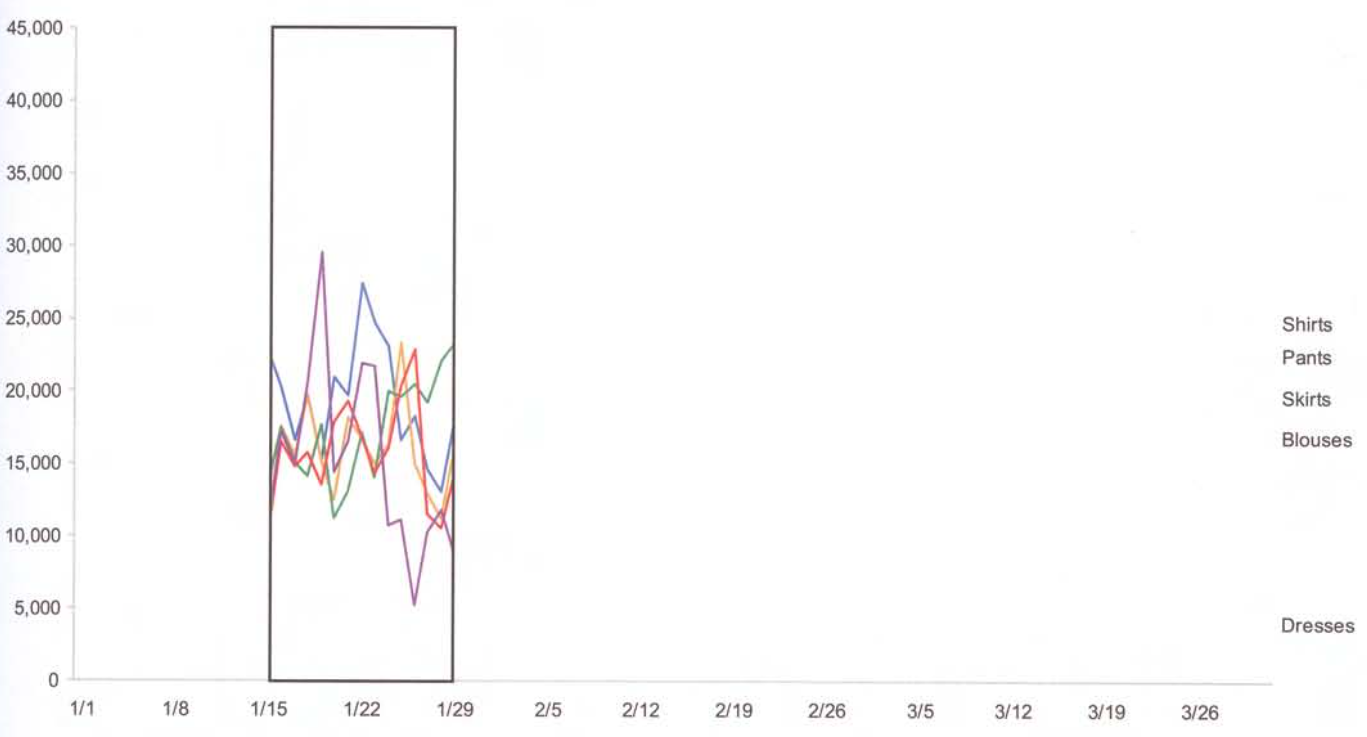 45,000
40,000
35,000
30,000
25,000
20,000
15,000
10,000
5,000
0
Shirts
Pants
Skirts
Blouses
Dresses
1/1 1/8 1/15 1/22 1/29 2/5 2/12 2/19 2/26 3/5 3/12 3/19 3/26